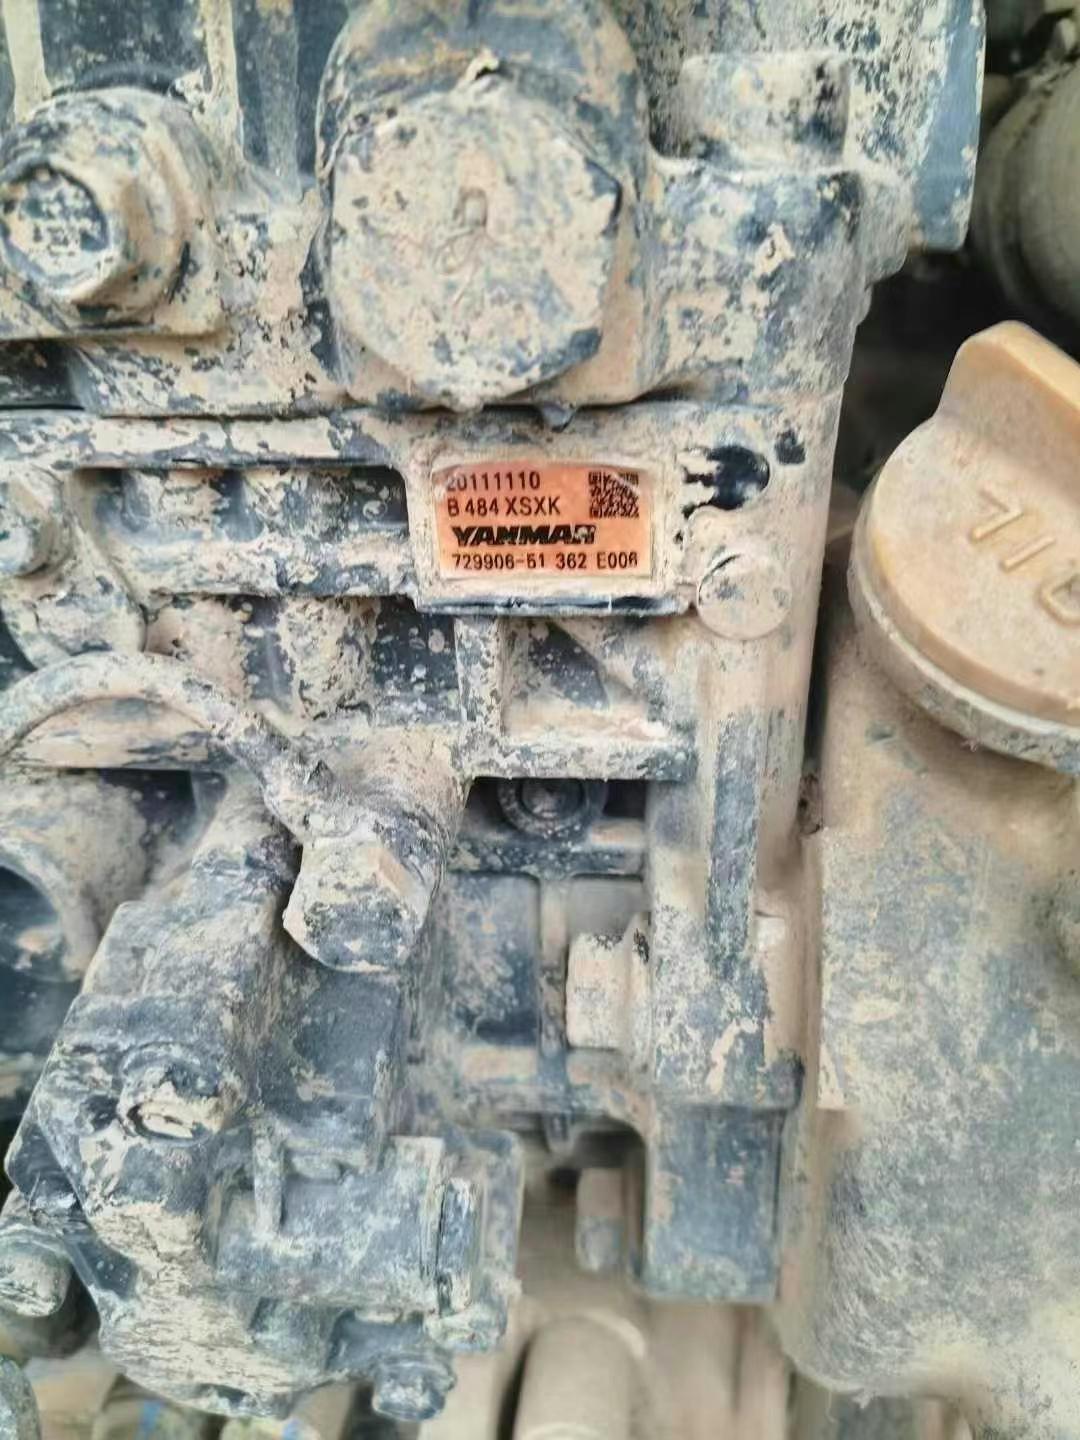 20111110
B 484 XSXK
YANMAR
729906-51 362 E006